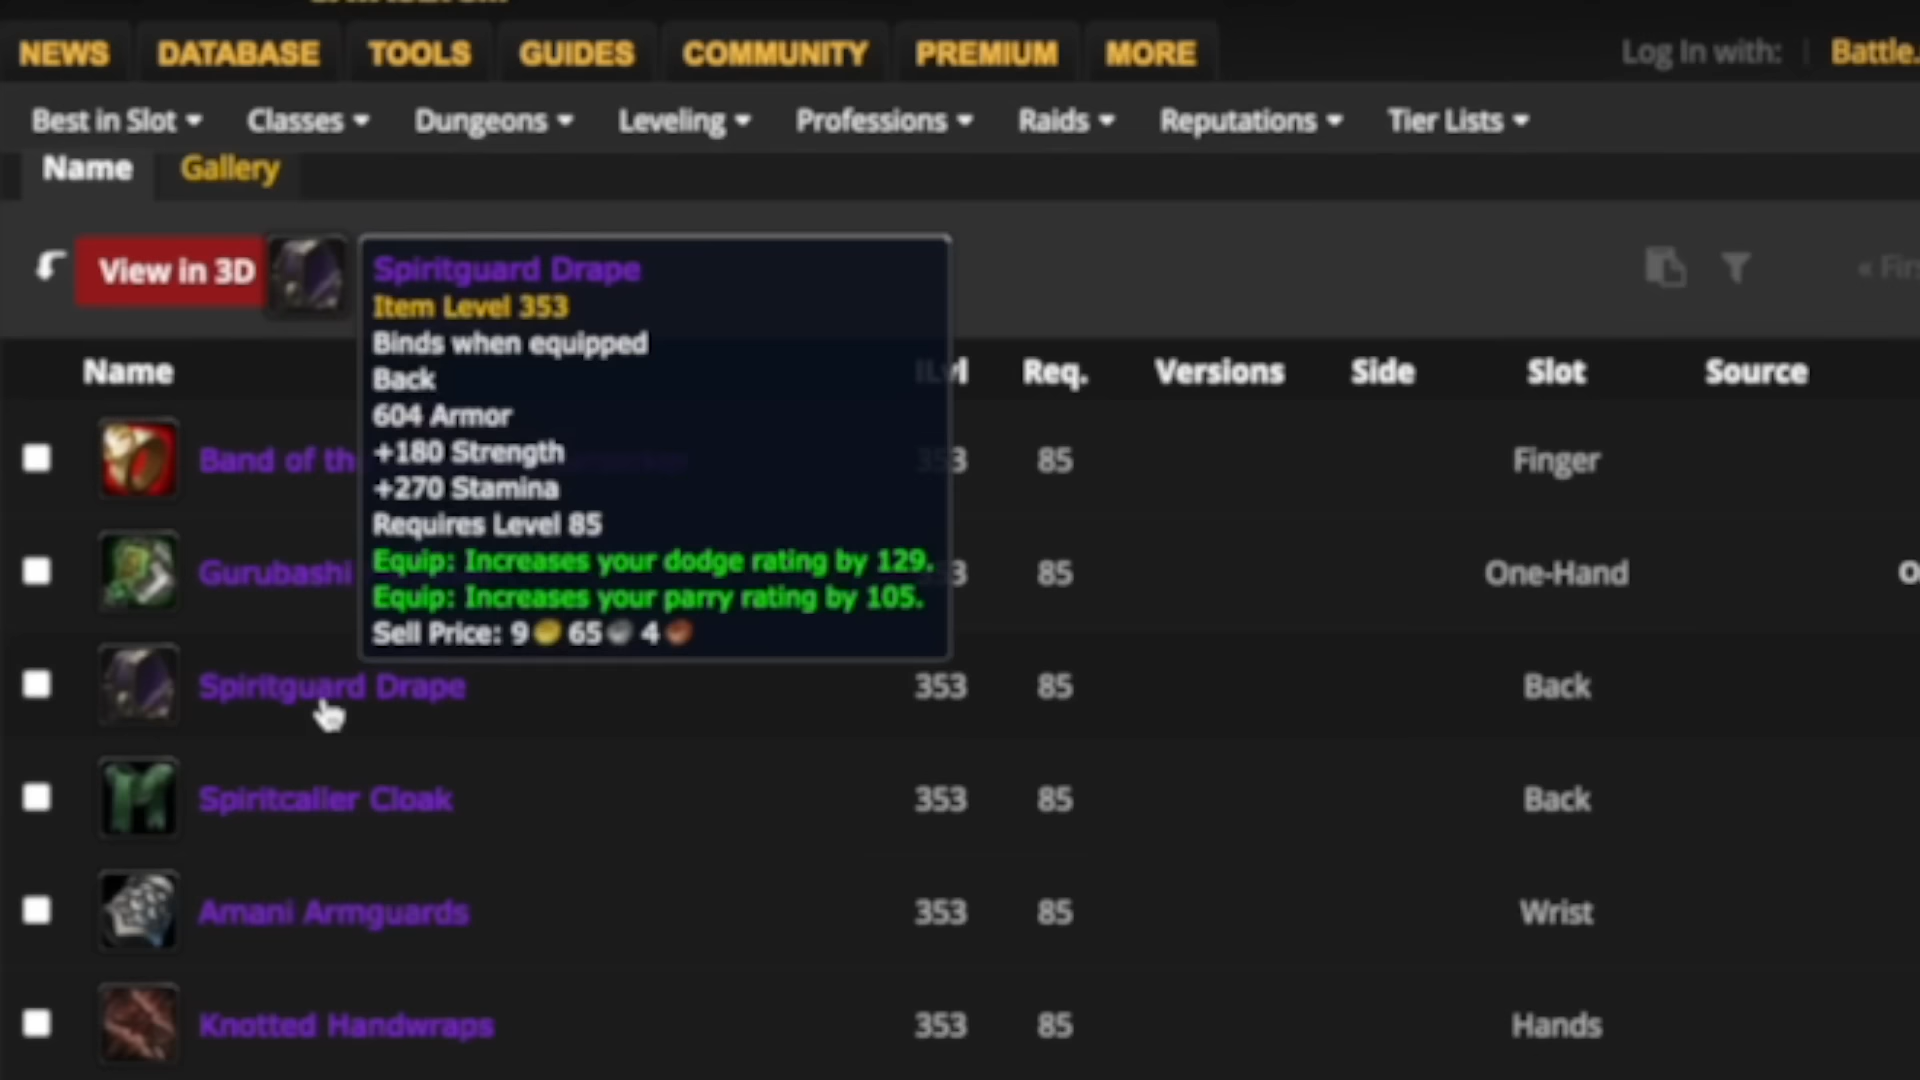 NEWS DATABASE TOOLS GUIDES COMMUNITY PREMIUM MORE Log In with: Battle.
Best in Slot Classes Dungeons Leveling Professions Raids Reputations Tier Lists
Name Gallery
View in 3D
Spiritguard Drape
Item Level 353
Binds when equipped
Back
604 Armor
+180 Strength
+270 Stamina
Requires Level 85
Equip: Increases your dodge rating by 129.
Equip: Increases your parry rating by 105.
Sell Price: 9 65 4
Name Req. Versions Side Slot Source
Band of 353 85 Finger
Gurubashi 85 One-Hand
Spiritguard Drape 353 85 Back
Spiritcaller Cloak 353 85 Back
Amani Armguards 353 85 Wrist
Knotted Handwraps 353 85 Hands